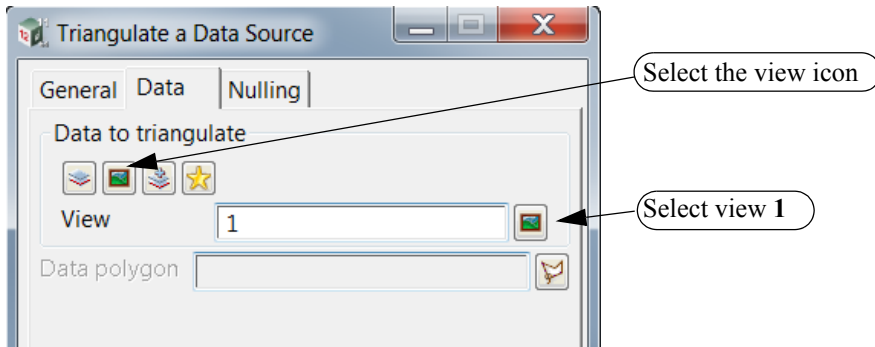 Triangulate a Data Source
Select the view icon
General Data Nulling
Data to triangulate
View 1
Select view 1
Data polygon